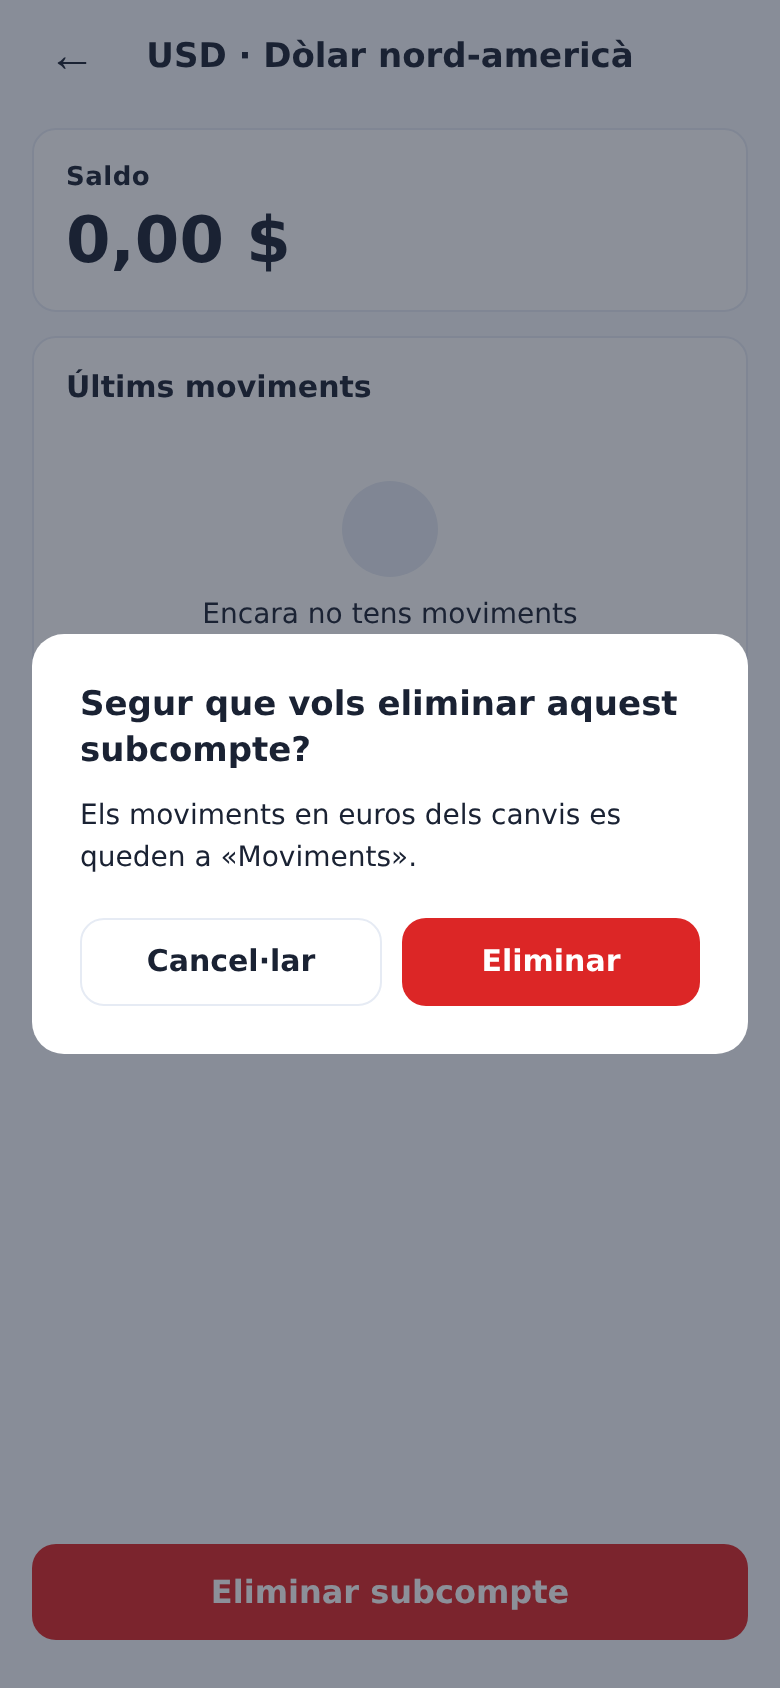 ← USD · Dòlar nord-americà
Saldo
0,00 $
Últims moviments
Encara no tens moviments
Segur que vols eliminar aquest
subcompte?
Els moviments en euros dels canvis es
queden a «Moviments».
Cancel·lar
Eliminar
Eliminar subcompte